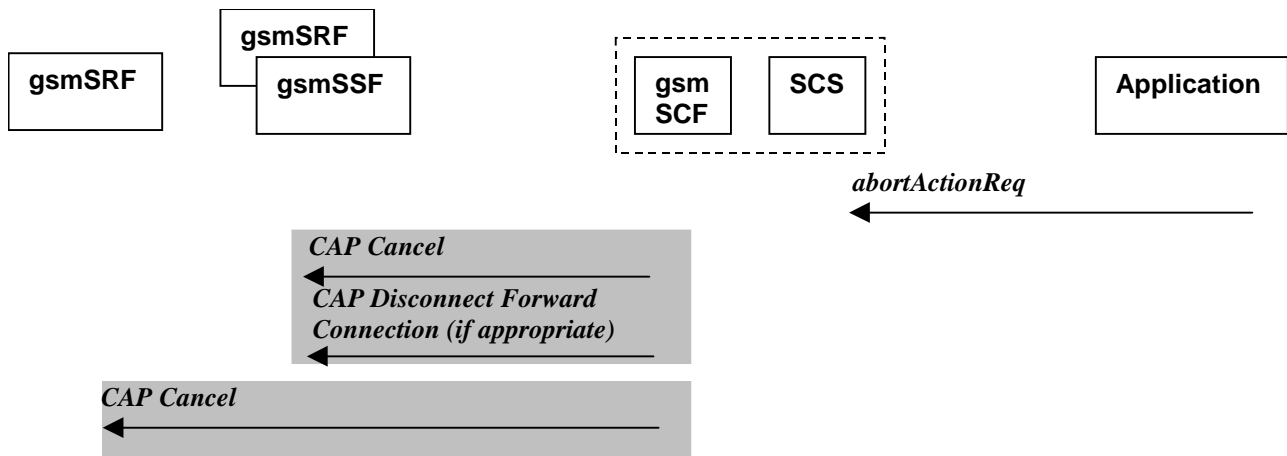 gsmSRF
gsmSRF
gsmSSF
gsm
SCF
SCS
Application
abortActionReq
CAP Cancel
CAP Disconnect Forward
Connection (if appropriate)
CAP Cancel